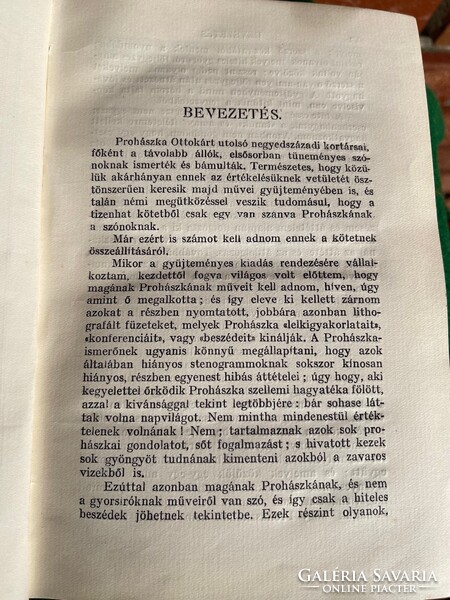 BEVEZETÉS.
Prohászka Ottokárt utolsó negyedszázadi kortársai,
főként a távolabb állók, elsősorban tüneményes szó-
noknak ismerték és bámulták. Természetes, hogy közü-
lük akárhányan ennek az értékelésüknek vetületét ösz-
tönszerűen keresik majd művei gyüjteményében is, és
talán némi megütközéssel veszik tudomásul, hogy a
tizenhat kötetből csak egy van szánva Prohászkának,
a szónoknak.
Már ezért is számot kell adnom ennek a kötetnek
összeállításáról.
Mikor a gyüjteményes kiadás rendezésére vállal-
koztam, kezdettől fogva világos volt előttem, hogy
magának Prohászkának műveit kell adnom, híven, úgy
amint ő megalkotta; és így eleve ki kellett zárnom
azokat a részben nyomtatott, jobbára azonban litho-
grafált füzeteket, melyek Prohászka «lelkigyakorlatait»,
«konferenciáit», vagy «beszédeit» kinálják. A Prohászka-
ismerőnek ugyanis könnyű megállapítani, hogy azok
általában hiányos stenogrammoknak sokszor kínosan
hiányos, részben egyenest hibás áttételei; úgy hogy, aki
kegyelettel őrködik Prohászka szellemi hagyatéka fölött,
azzal a kivánsággal tekint legtöbbjére: bár sohase lát-
tak volna napvilágot. Nem mintha mindenestül érték-
telenek volnának! Nem; tartalmaznak azok sok pro-
hászkai gondolatot, sőt fogalmazást; s hivatott kezek
sok gyöngyöt tudnának kimenteni azokból a zavaros
vizekből is.
Ezúttal azonban magának Prohászkának, és nem
a gyorsíróknak műveiről van szó, és így csak a hiteles
beszédek jöhetnek tekintetbe. Ezek részint olyanok,
GALÉRIA SAVARIA
ONLINE PIACTÉR